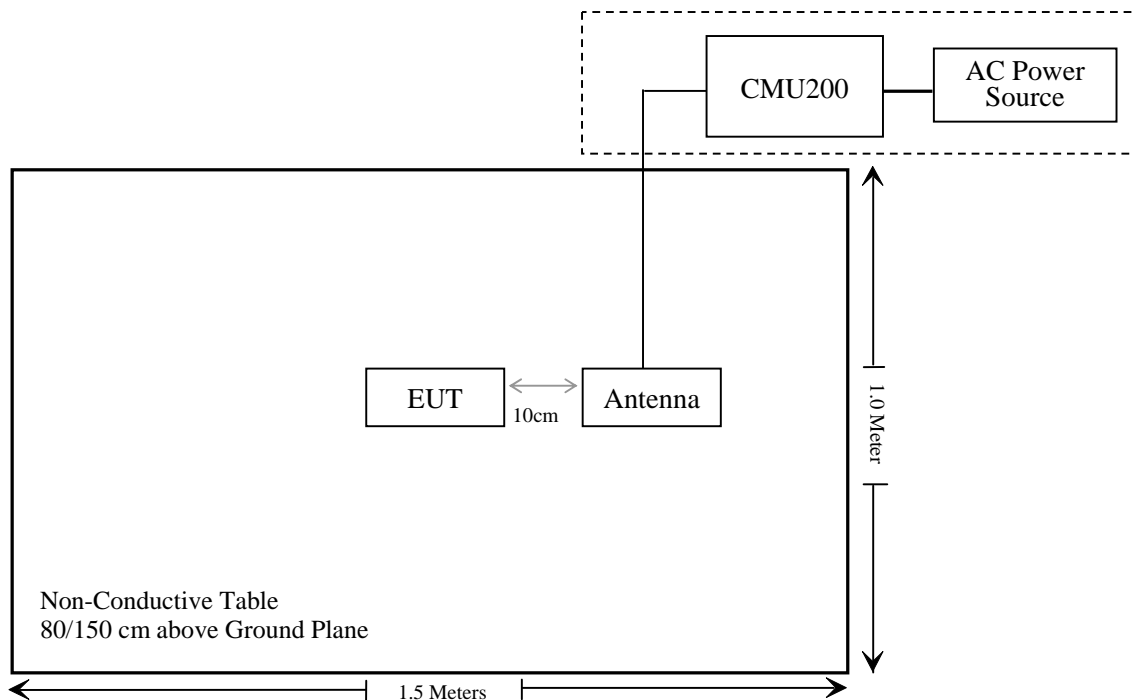 CMU200
AC Power
Source
EUT
10cm
Antenna
1.0 Meter
Non-Conductive Table
80/150 cm above Ground Plane
1.5 Meters